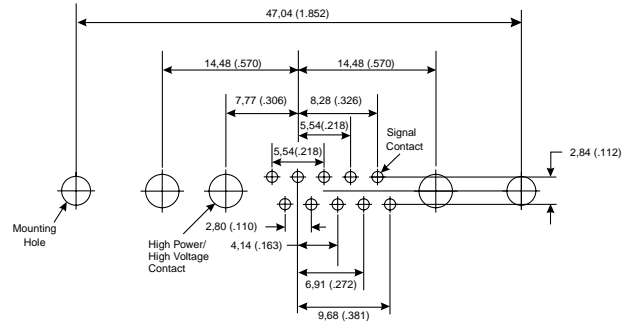 47,04 (1.852)
14,48 (.570)
14,48 (.570)
7,77 (.306)
8,28 (.326)
5,54(.218)
Signal
Contact
5,54(.218)
2,84 (.112)
Mounting
Hole
2,80 (.110)
High Power/
High Voltage
Contact
4,14 (.163)
6,91 (.272)
9,68 (.381)